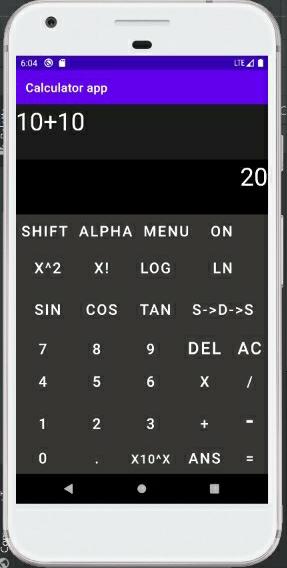 6:04 LTE
Calculator app
10+10
20
SHIFT ALPHA MENU ON
X^2 X! LOG LN
SIN COS TAN S->D->S
7 8 9 DEL AC
4 5 6 X /
1 2 3 + -
0 . X10^X ANS =